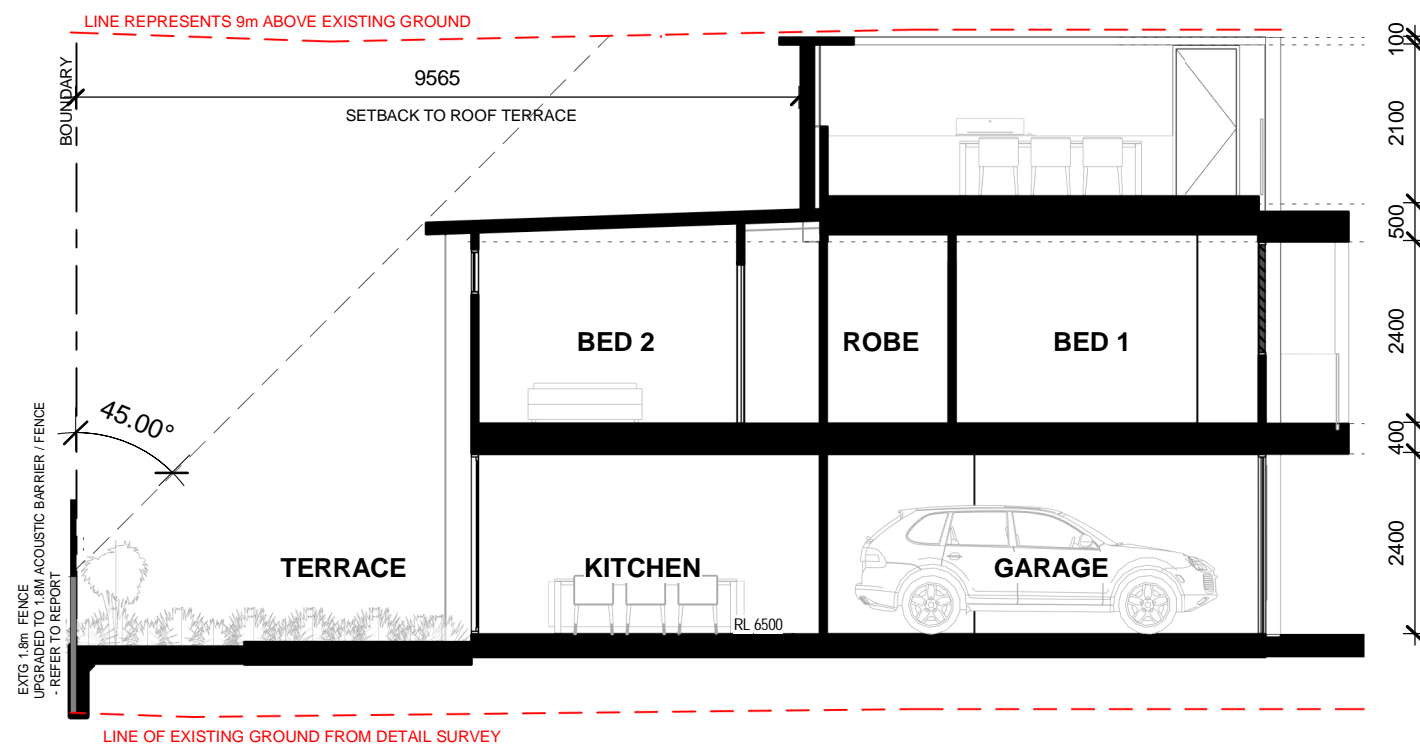 LINE REPRESENTS 9m ABOVE EXISTING GROUND
BOUNDARY
9565
SETBACK TO ROOF TERRACE
100
2100
500
2400
400
2400
BED 2
ROBE
BED 1
45.00°
EXTG 1.8m FENCE
UPGRADED TO 1.8M ACOUSTIC BARRIER / FENCE
- REFER TO REPORT
TERRACE
KITCHEN
GARAGE
RL 6500
LINE OF EXISTING GROUND FROM DETAIL SURVEY